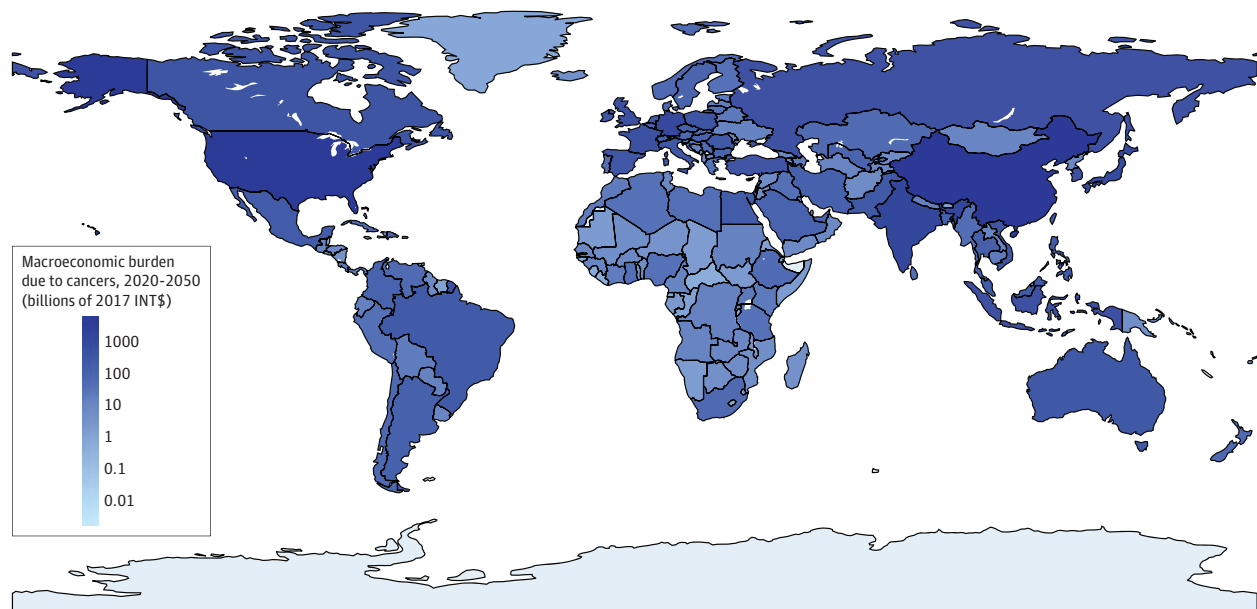 Macroeconomic burden
due to cancers, 2020-2050
(billions of 2017 INT$)
1000
100
10
1
0.1
0.01